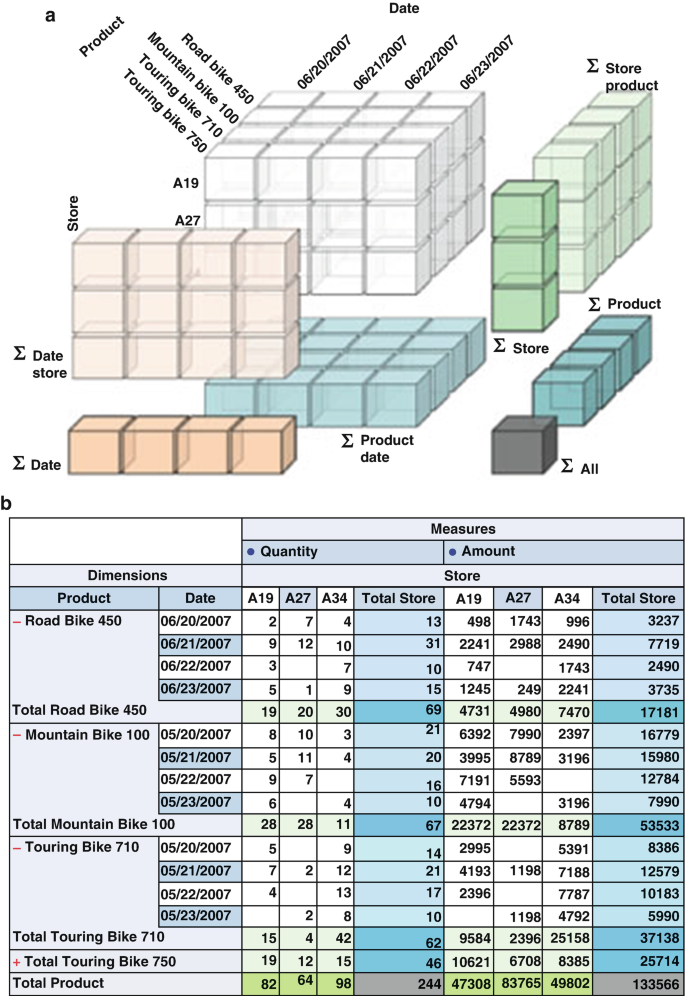 a
Date
Product
Road bike 450
Mountain bike 100
Touring bike 710
Touring bike 750
06/20/2007
06/21/2007
06/22/2007
06/23/2007
Σ Store
product
A19
A27
Store
Σ Date
store
Σ Store
Σ Product
Σ Product
date
Σ Date
Σ All
b
Measures
• Quantity • Amount
Dimensions Store
Product Date A19 A27 A34 Total Store A19 A27 A34 Total Store
– Road Bike 450 06/20/2007 2 7 4 13 498 1743 996 3237
06/21/2007 9 12 10 31 2241 2988 2490 7719
06/22/2007 3 7 10 747 1743 2490
06/23/2007 5 1 9 15 1245 249 2241 3735
Total Road Bike 450 19 20 30 69 4731 4980 7470 17181
– Mountain Bike 100 05/20/2007 8 10 3 21 6392 7990 2397 16779
05/21/2007 5 11 4 20 3995 8789 3196 15980
05/22/2007 9 7 16 7191 5593 12784
05/23/2007 6 4 10 4794 3196 7990
Total Mountain Bike 100 28 28 11 67 22372 22372 8789 53533
– Touring Bike 710 05/20/2007 5 9 14 2995 5391 8386
05/21/2007 7 2 12 21 4193 1198 7188 12579
05/22/2007 4 13 17 2396 7787 10183
05/23/2007 2 8 10 1198 4792 5990
Total Touring Bike 710 15 4 42 62 9584 2396 25158 37138
+ Total Touring Bike 750 19 12 15 46 10621 6708 8385 25714
Total Product 82 64 98 244 47308 83765 49802 133566